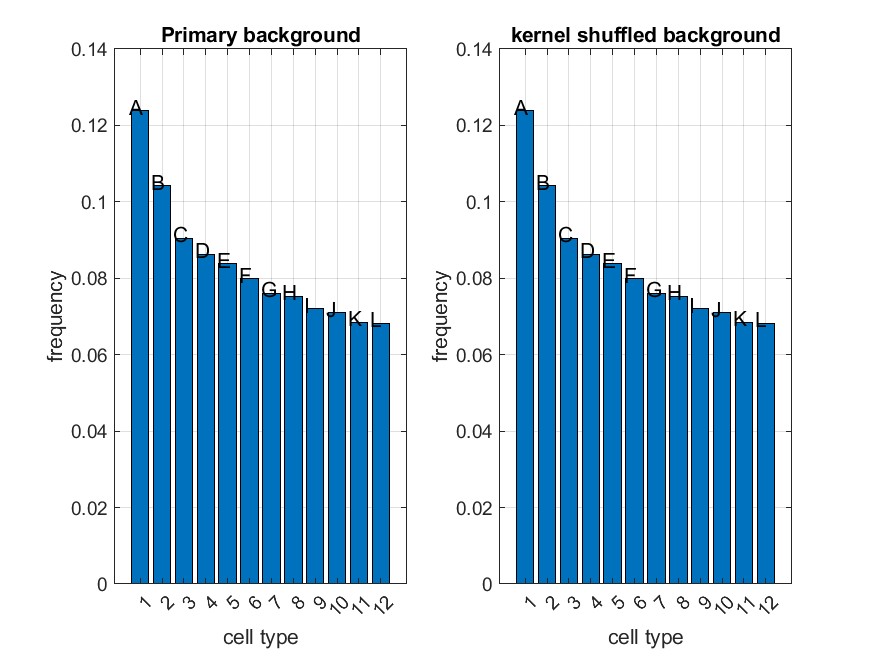 Primary background
0.14
0.12
0.1
0.08
0.06
0.04
0.02
0
frequency
A
B
C
D
E
F
G
H
I
J
K
L
1 2 3 4 5 6 7 8 9 10 11 12
cell type
kernel shuffled background
0.14
0.12
0.1
0.08
0.06
0.04
0.02
0
frequency
A
B
C
D
E
F
G
H
I
J
K
L
1 2 3 4 5 6 7 8 9 10 11 12
cell type